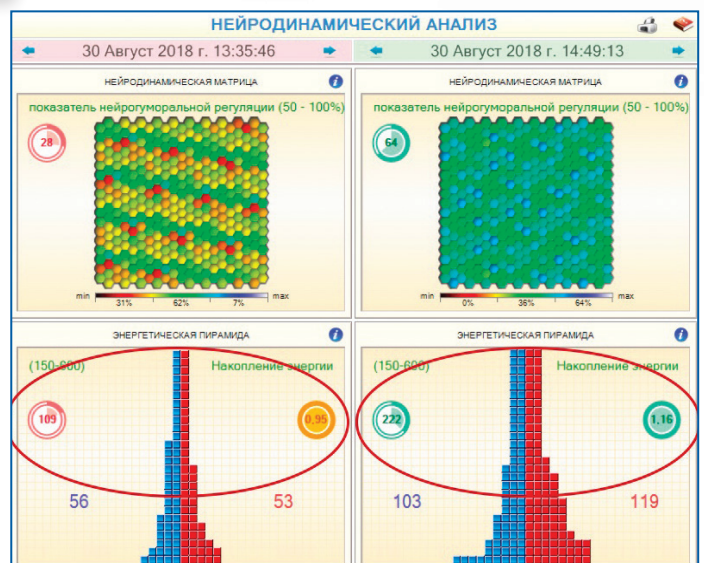 НЕЙРОДИНАМИЧЕСКИЙ АНАЛИЗ
30 Август 2018 г. 13:35:46
30 Август 2018 г. 14:49:13
НЕЙРОДИНАМИЧЕСКАЯ МАТРИЦА
показатель нейрогуморальной регуляции (50 - 100%)
28
min 31% 62% 7% max
НЕЙРОДИНАМИЧЕСКАЯ МАТРИЦА
показатель нейрогуморальной регуляции (50 - 100%)
64
min 0% 36% 64% max
ЭНЕРГЕТИЧЕСКАЯ ПИРАМИДА
(150-600) Накопление энергии
109 0,95
56 53
ЭНЕРГЕТИЧЕСКАЯ ПИРАМИДА
(150-600) Накопление энергии
222 1,16
103 119